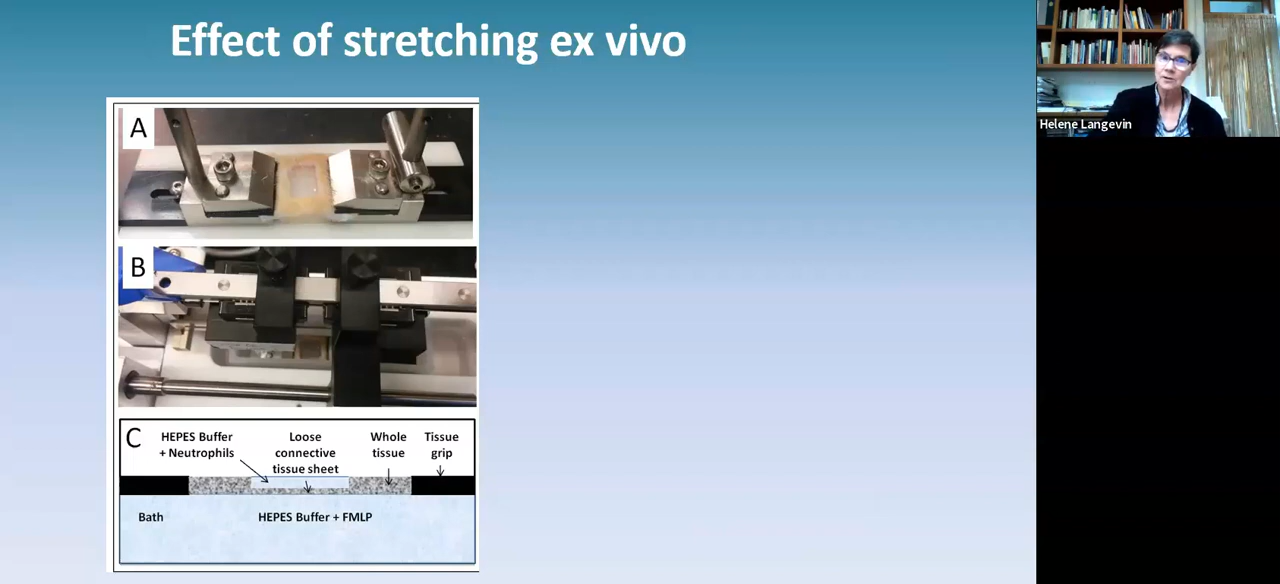 Effect of stretching ex vivo
Helene Langevin
A
B
C
HEPES Buffer
+ Neutrophils
Loose
connective
tissue sheet
Whole
tissue
Tissue
grip
Bath
HEPES Buffer + FMLP